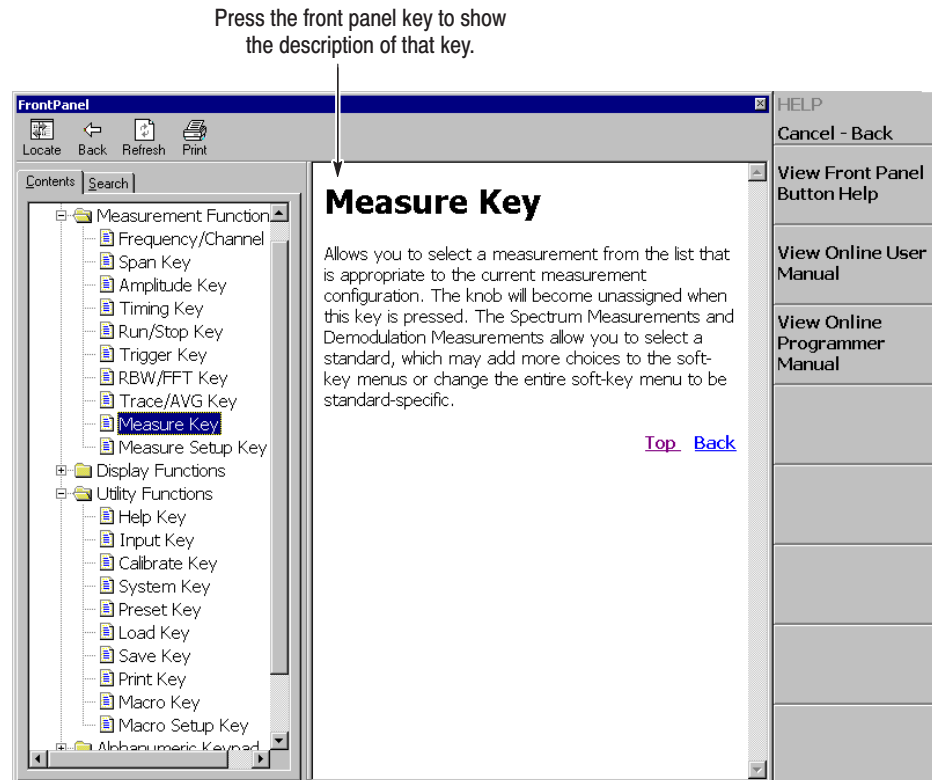 Press the front panel key to show
the description of that key.
FrontPanel
Locate Back Refresh Print
Contents Search
Measurement Function
Frequency/Channel
Span Key
Amplitude Key
Timing Key
Run/Stop Key
Trigger Key
RBW/FFT Key
Trace/AVG Key
Measure Key
Measure Setup Key
Display Functions
Utility Functions
Help Key
Input Key
Calibrate Key
System Key
Preset Key
Load Key
Save Key
Print Key
Macro Key
Macro Setup Key
Alphanumeric Keypad
Measure Key
Allows you to select a measurement from the list that
is appropriate to the current measurement
configuration. The knob will become unassigned when
this key is pressed. The Spectrum Measurements and
Demodulation Measurements allow you to select a
standard, which may add more choices to the soft-
key menus or change the entire soft-key menu to be
standard-specific.
Top Back
HELP
Cancel - Back
View Front Panel
Button Help
View Online User
Manual
View Online
Programmer
Manual